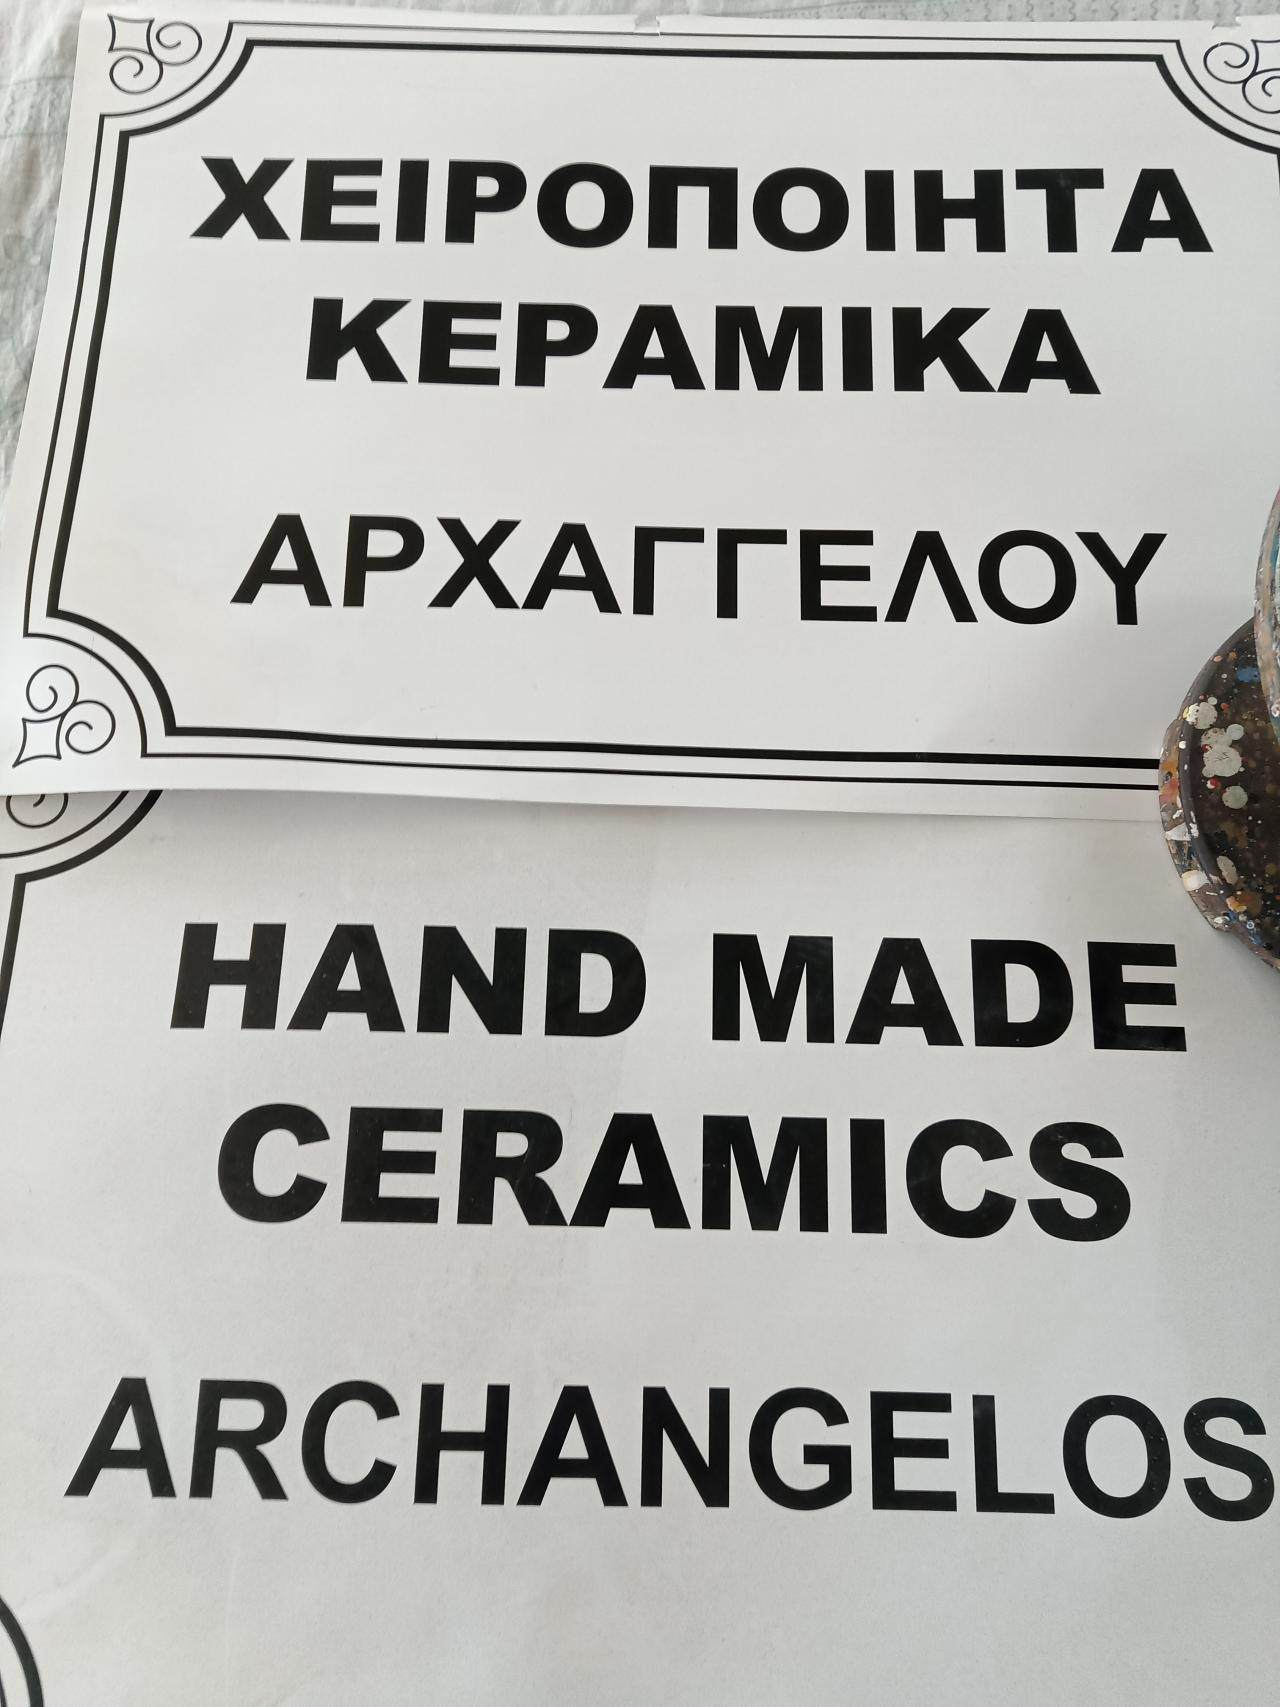 ΧΕΙΡΟΠΟΙΗΤΑ
ΚΕΡΑΜΙΚΑ
ΑΡΧΑΓΓΕΛΟΥ
HAND MADE
CERAMICS
ARCHANGELOS